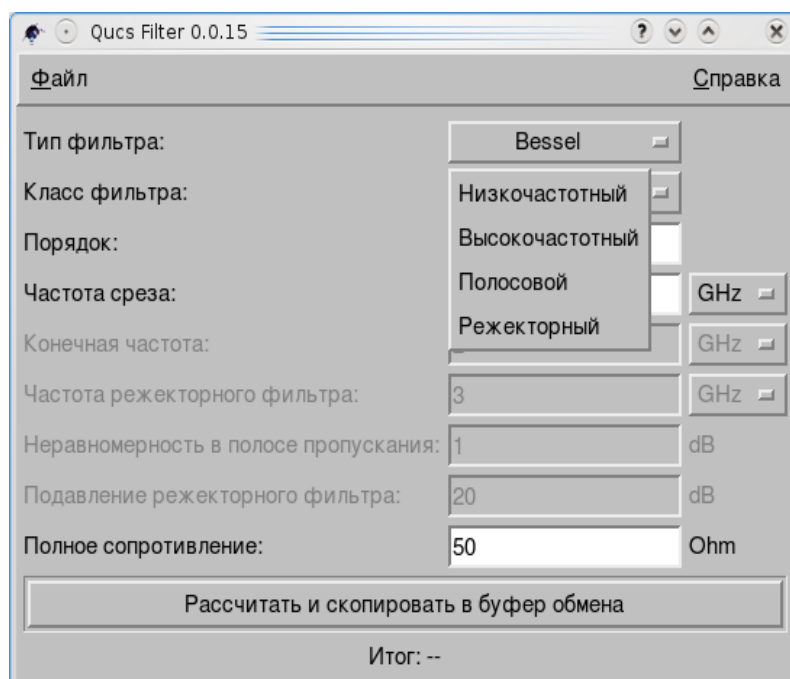 Qucs Filter 0.0.15
Файл Справка
Тип фильтра: Bessel
Класс фильтра: Низкочастотный
Порядок: Высокочастотный
Частота среза: Полосовой GHz
Режекторный
Конечная частота: GHz
Частота режекторного фильтра: 3 GHz
Неравномерность в полосе пропускания: 1 dB
Подавление режекторного фильтра: 20 dB
Полное сопротивление: 50 Ohm
Рассчитать и скопировать в буфер обмена
Итог: --